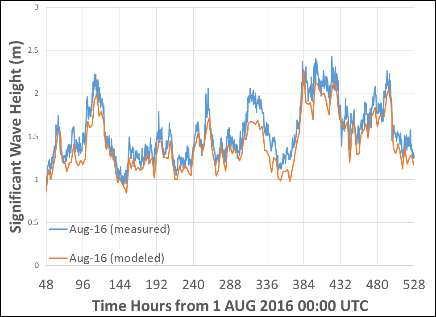 3
2.5
2
1.5
1
0.5
0
Significant Wave Height (m)
Aug-16 (measured)
Aug-16 (modeled)
48 96 144 192 240 288 336 384 432 480 528
Time Hours from 1 AUG 2016 00:00 UTC